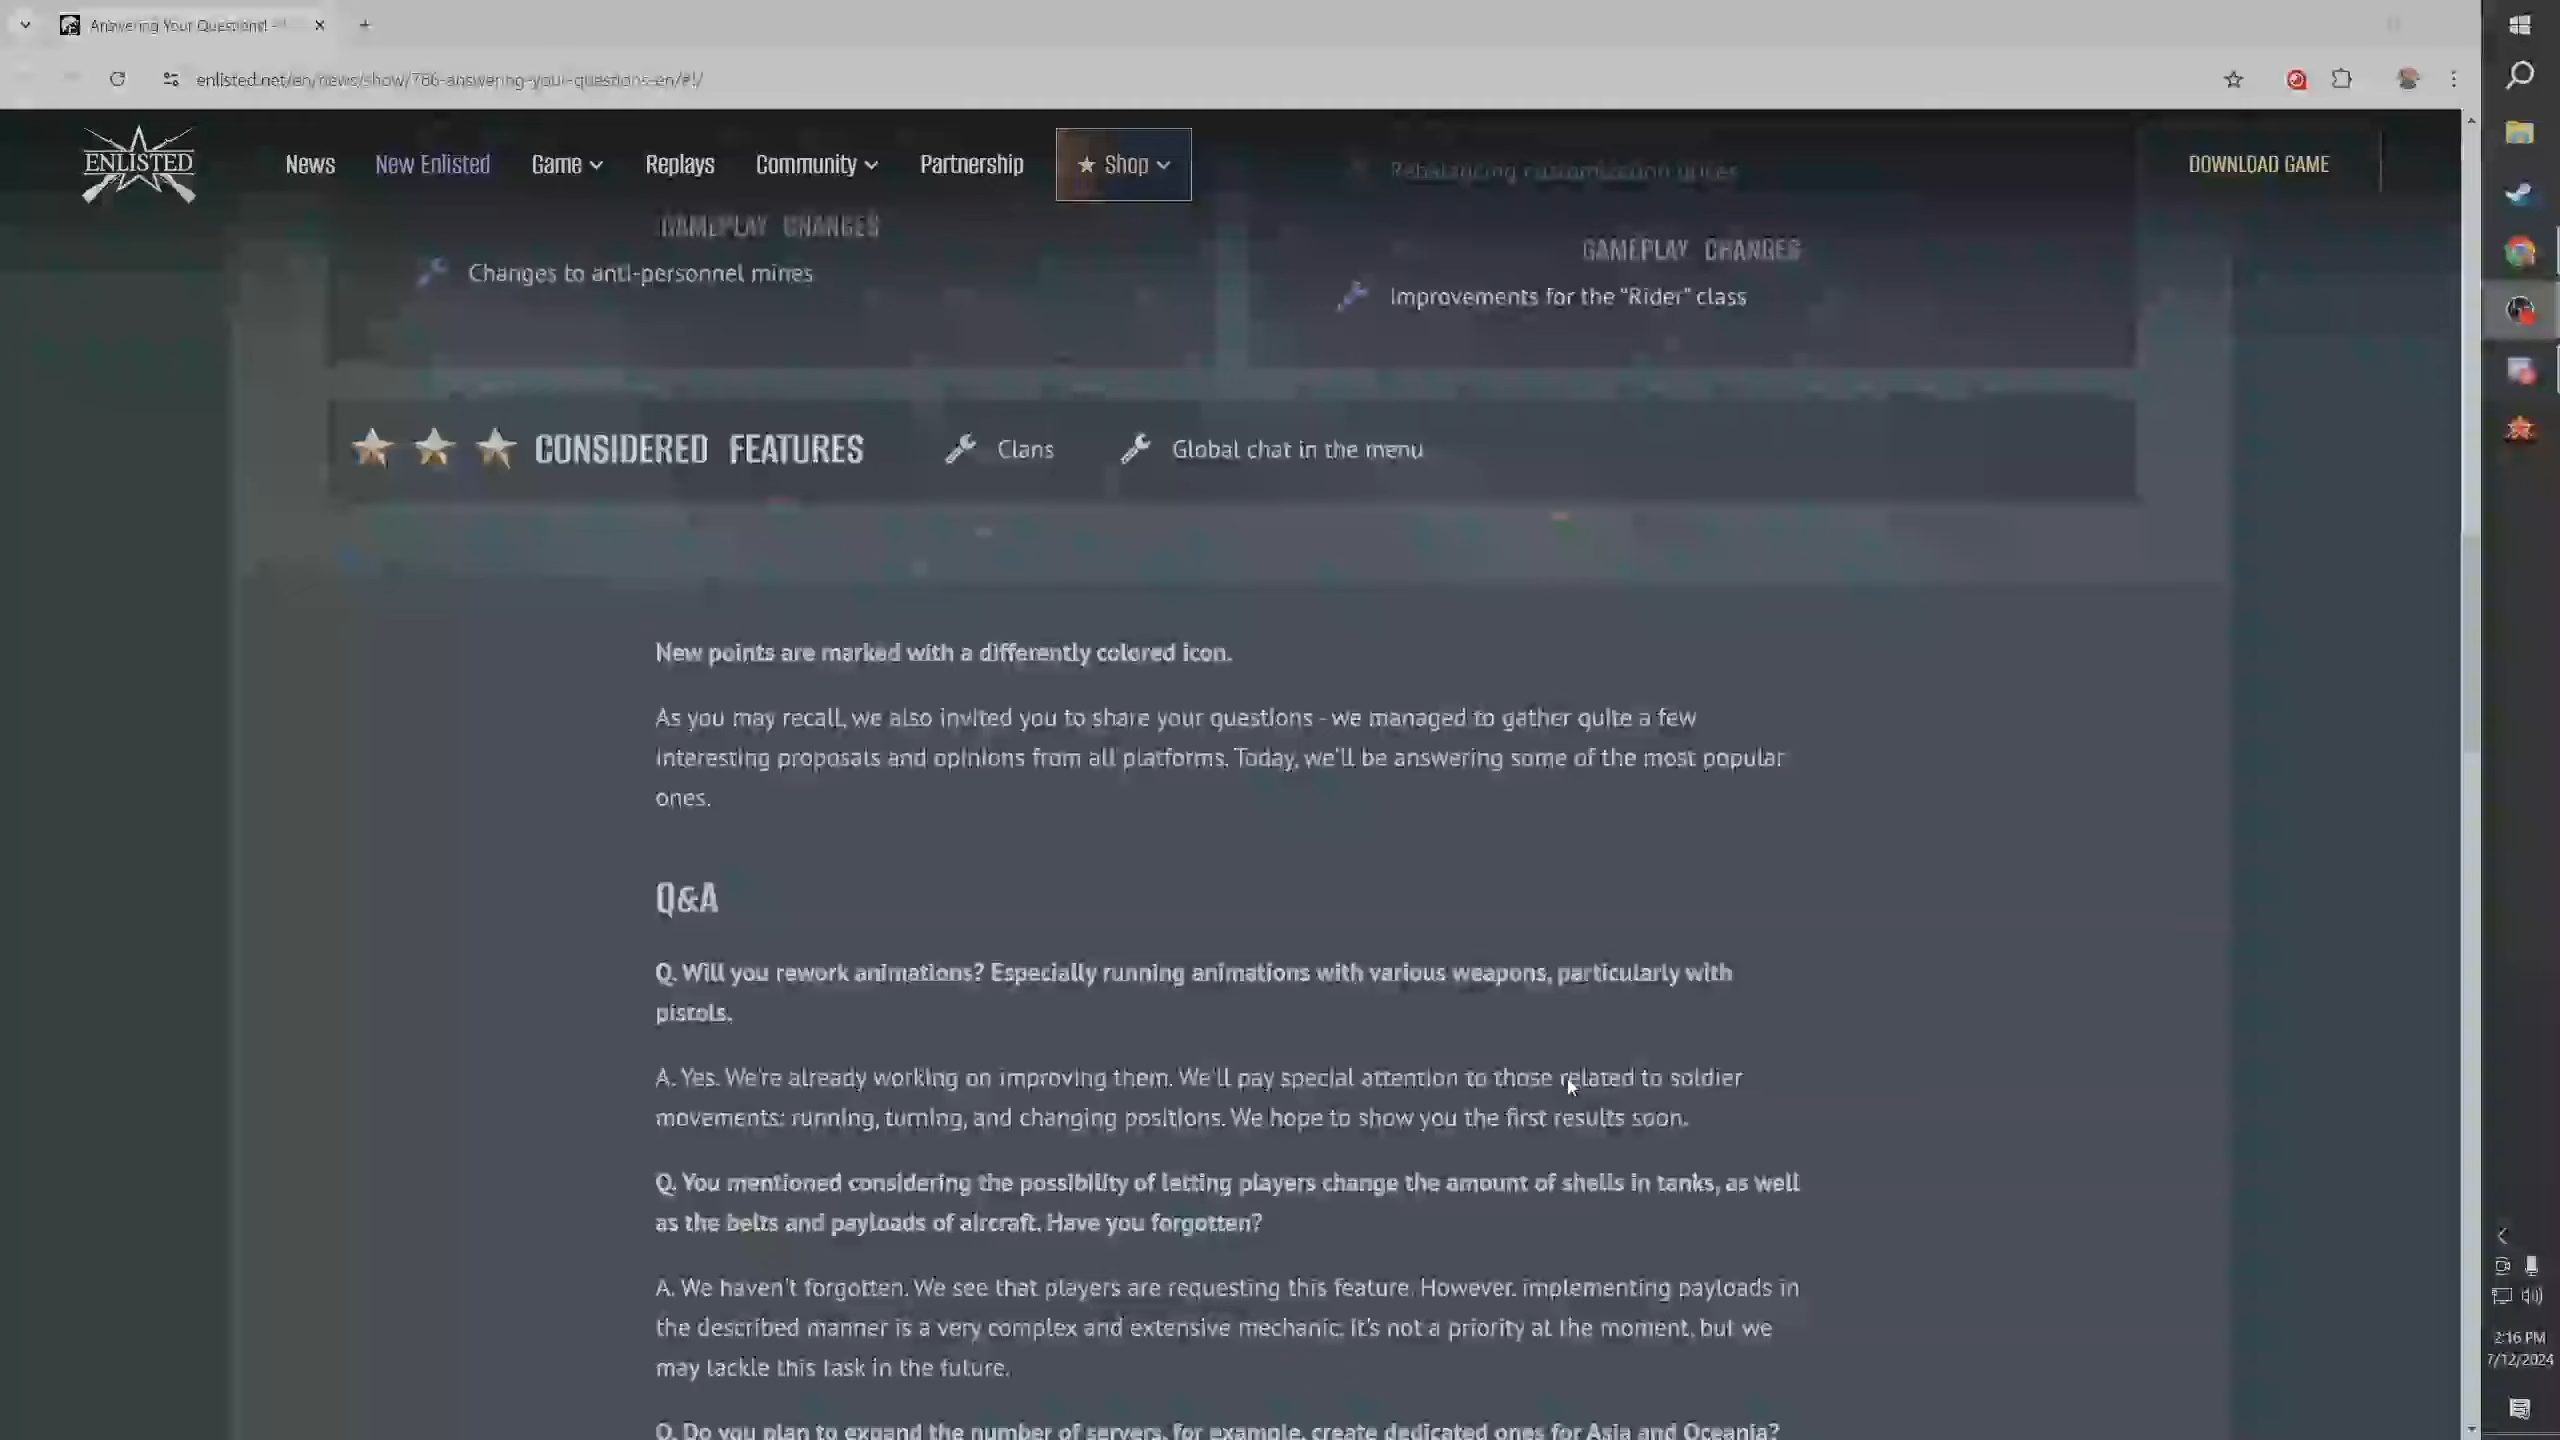 Answering Your Questions! -
enlisted.net/en/news/show/786-answering-your-questions-en/#!/
ENLISTED
News
New Enlisted
Game
Replays
Community
Partnership
Shop
DOWNLOAD GAME
Rebalancing customization prices
GAMEPLAY CHANGES
GAMEPLAY CHANGES
Changes to anti-personnel mines
Improvements for the "Rider" class
CONSIDERED FEATURES
Clans
Global chat in the menu
New points are marked with a differently colored icon.
As you may recall, we also invited you to share your questions - we managed to gather quite a few
interesting proposals and opinions from all platforms. Today, we'll be answering some of the most popular
ones.
Q&A
Q. Will you rework animations? Especially running animations with various weapons, particularly with
pistols.
A. Yes. We're already working on improving them. We'll pay special attention to those related to soldier
movements: running, turning, and changing positions. We hope to show you the first results soon.
Q. You mentioned considering the possibility of letting players change the amount of shells in tanks, as well
as the belts and payloads of aircraft. Have you forgotten?
A. We haven't forgotten. We see that players are requesting this feature. However, implementing payloads in
the described manner is a very complex and extensive mechanic. It's not a priority at the moment, but we
may tackle this task in the future.
Q. Do you plan to expand the number of servers, for example, create dedicated ones for Asia and Oceania?
2:16 PM
7/12/2024